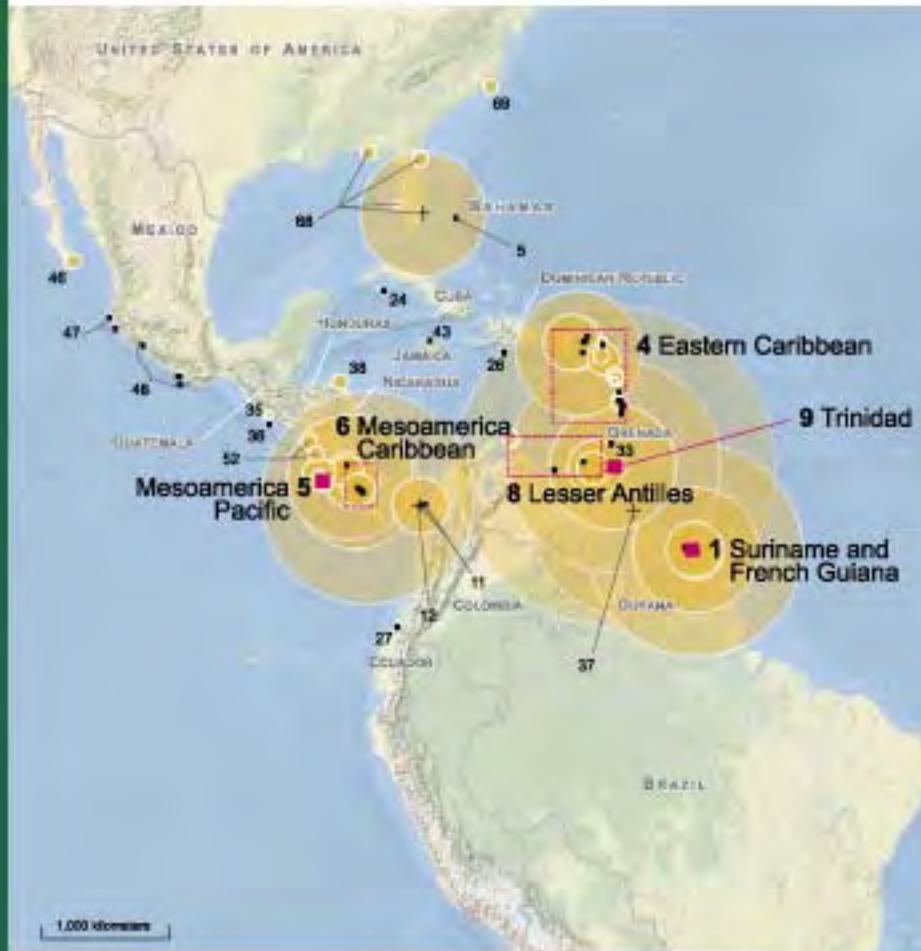 UNITED STATES OF AMERICA
69
MEXICO
68
BAHAMAS
5
46
DOMINICAN REPUBLIC
24
CUBA
47
HONDURAS
43
4 Eastern Caribbean
JAMAICA
26
48
38
NICARAGUA
35
9 Trinidad
36
6 Mesoamerica
Caribbean
GRENADA
GUATEMALA
33
52
Mesoamerica 5
Pacific
8 Lesser Antilles
1 Suriname and
French Guiana
11
12
COLOMBIA
GUYANA
27
37
ECUADOR
BRAZIL
1,000 kilometers